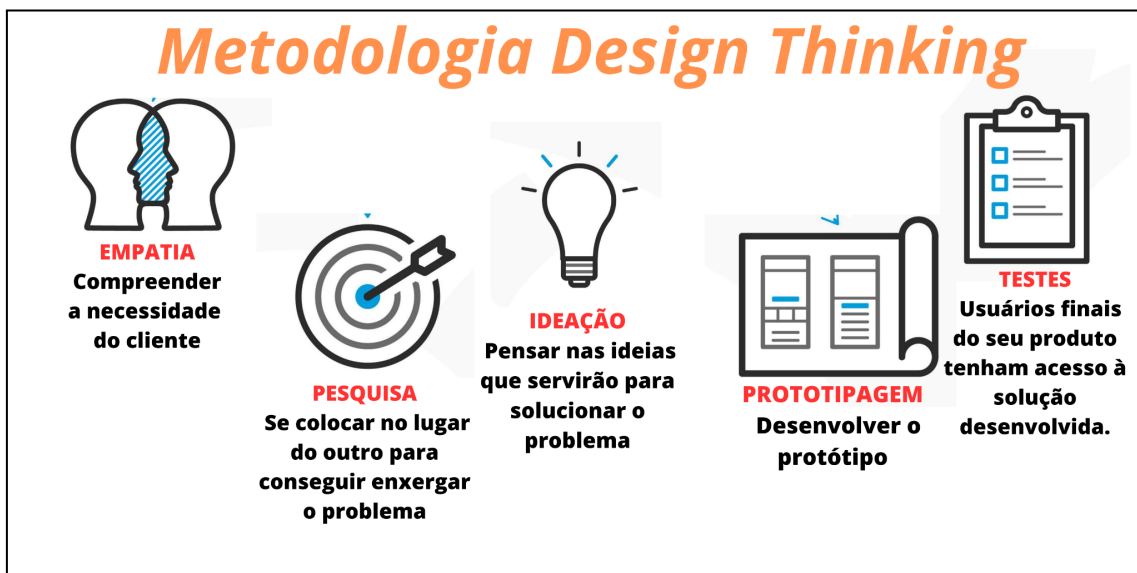 Metodologia Design Thinking
EMPATIA
Compreender
a necessidade
do cliente
PESQUISA
Se colocar no lugar
do outro para
conseguir enxergar
o problema
IDEAÇÃO
Pensar nas ideias
que servirão para
solucionar o
problema
PROTOTIPAGEM
Desenvolver o
protótipo
TESTES
Usuários finais
do seu produto
tenham acesso à
solução
desenvolvida.